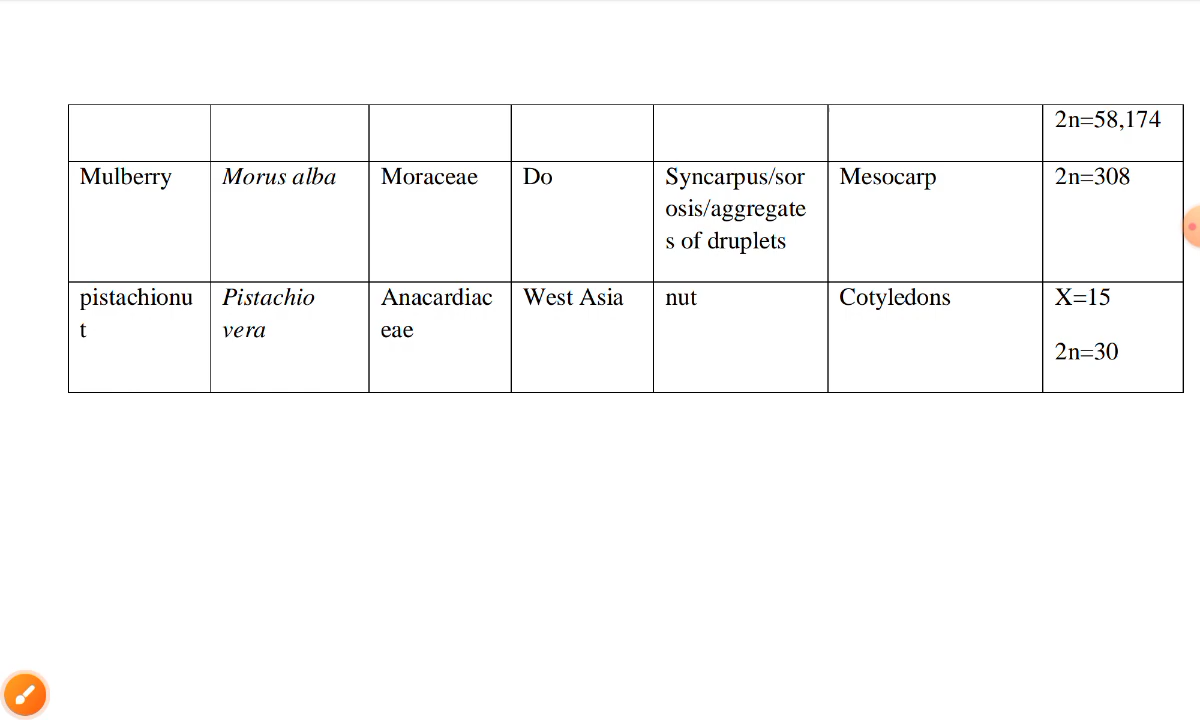 2n=58,174
Mulberry Morus alba Moraceae Do Syncarpus/sor Mesocarp 2n=308
osis/aggregate
s of druplets
pistachionu Pistachio Anacardiac West Asia nut Cotyledons X=15
t vera eae
2n=30